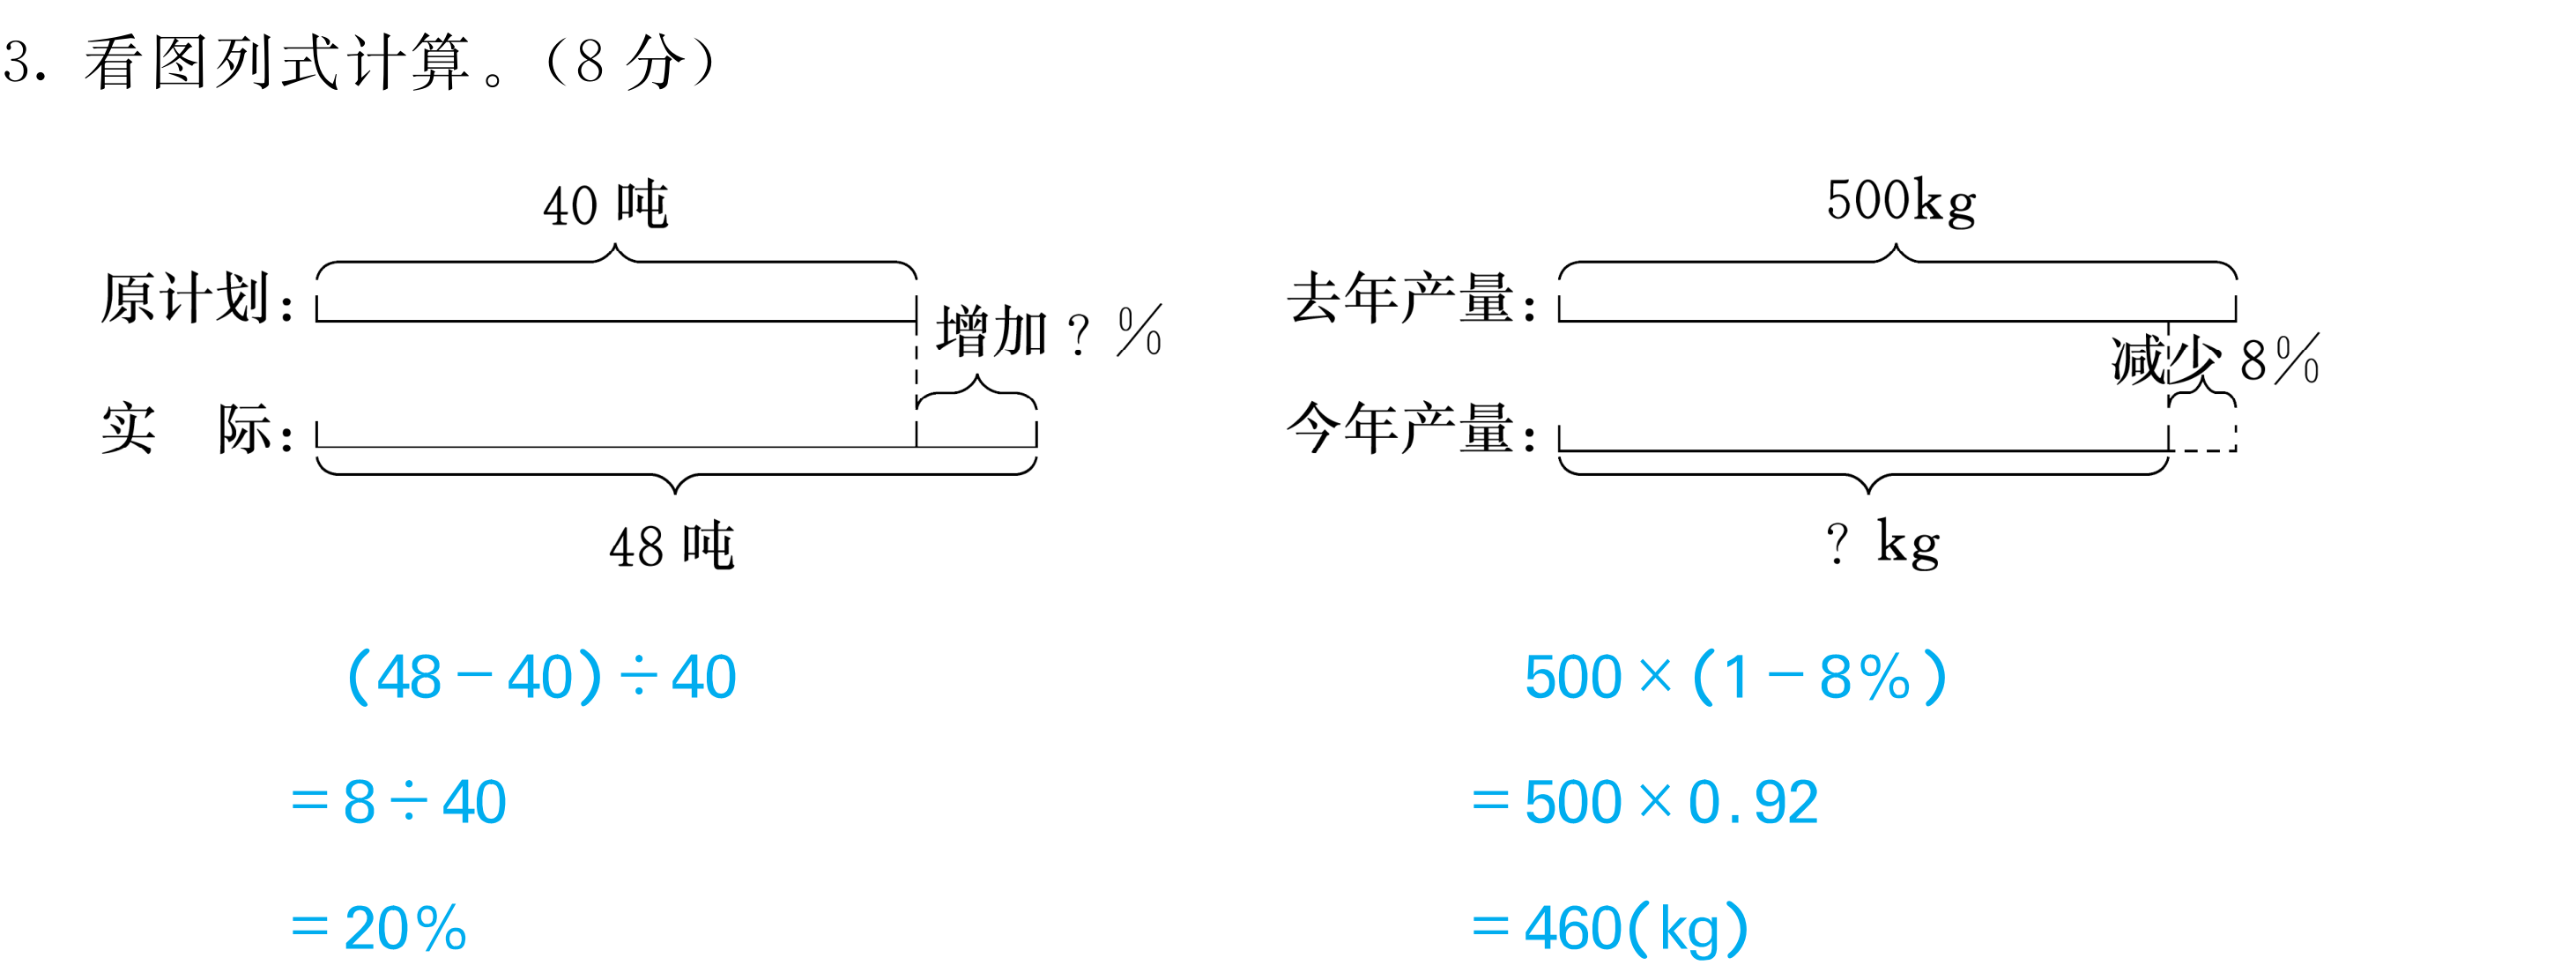 3. 看图列式计算。(8 分)
40 吨
原计划:
增加?%
实 际:
48 吨
(48-40)÷40
=8÷40
=20%
500kg
去年产量:
减少 8%
今年产量:
? kg
500×(1-8%)
=500×0.92
=460(kg)